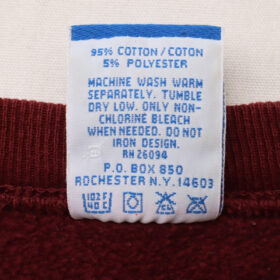 95% COTTON/COTON
5% POLYESTER
MACHINE WASH WARM
SEPARATELY. TUMBLE
DRY LOW. ONLY NON-
CHLORINE BLEACH
WHEN NEEDED. DO NOT
IRON DESIGN.
RN 26094
P.O. BOX 850
ROCHESTER N.Y. 14603